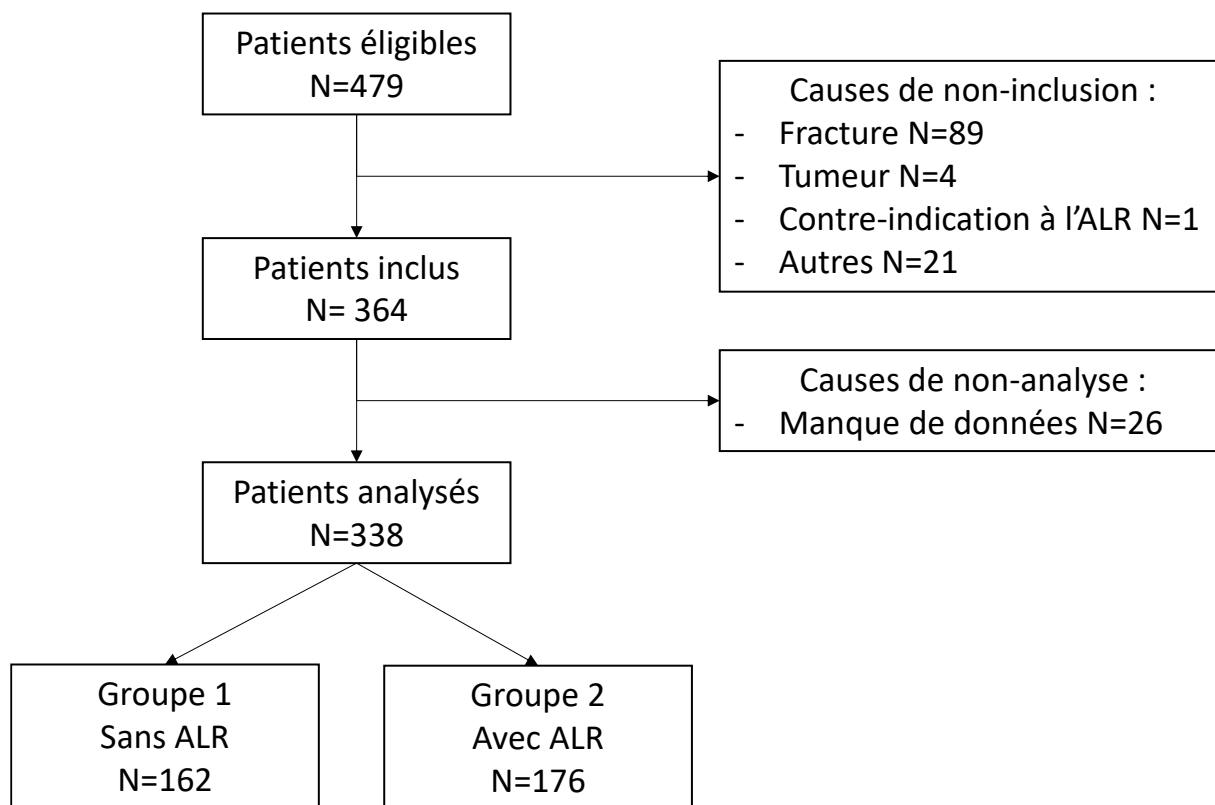 Patients éligibles
N=479
Causes de non-inclusion :
- Fracture N=89
- Tumeur N=4
- Contre-indication à l’ALR N=1
- Autres N=21
Patients inclus
N= 364
Causes de non-analyse :
- Manque de données N=26
Patients analysés
N=338
Groupe 1
Sans ALR
N=162
Groupe 2
Avec ALR
N=176